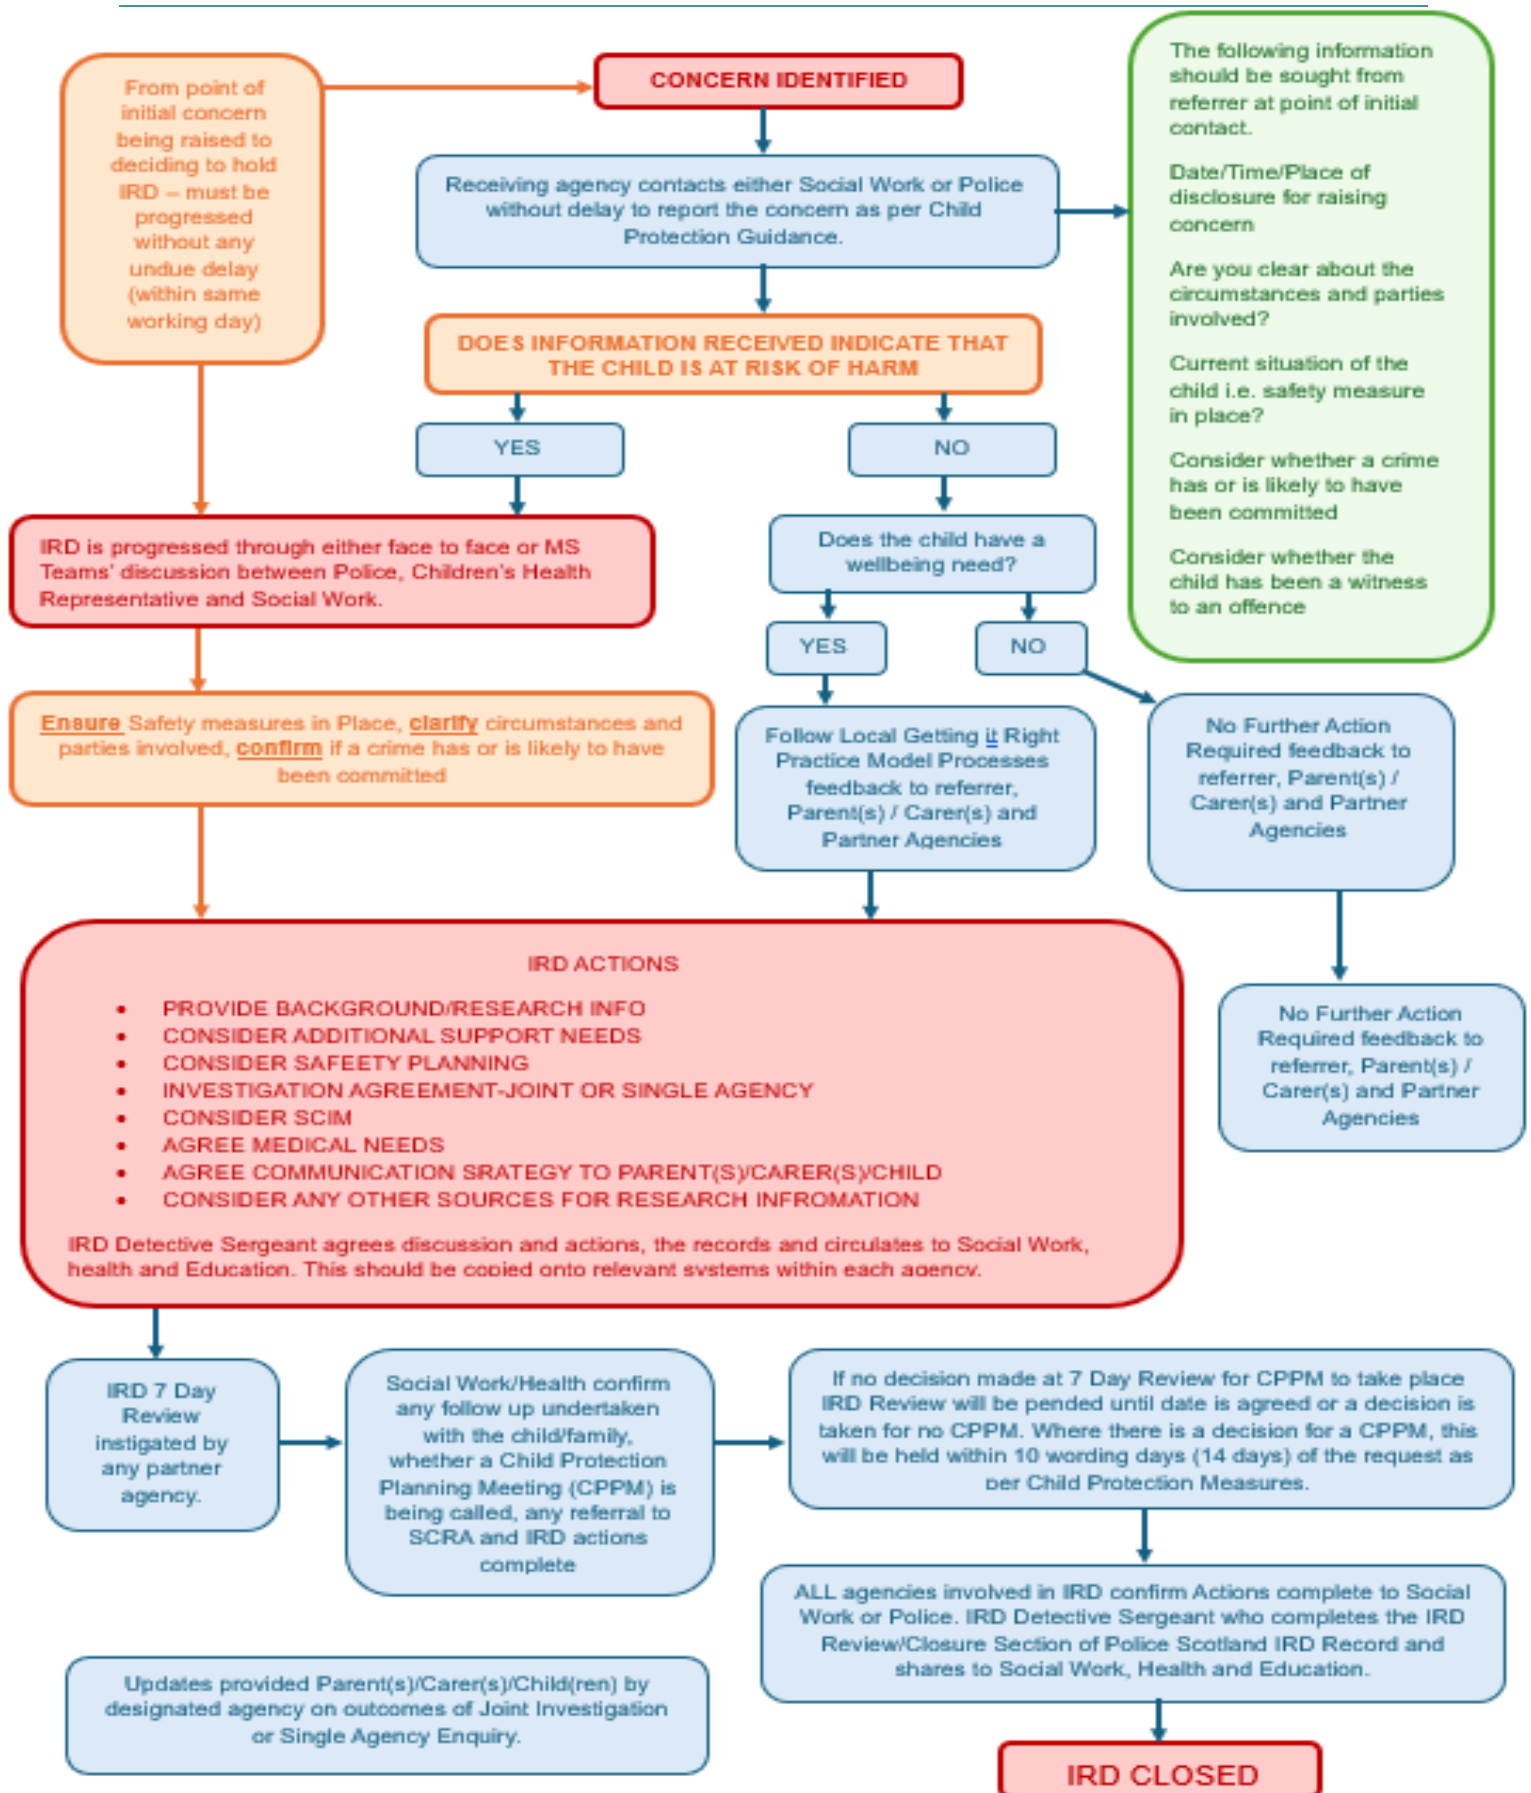 From point of
initial concern
being raised to
deciding to hold
IRD – must be
progressed
without any
undue delay
(within same
working day)
CONCERN IDENTIFIED
Receiving agency contacts either Social Work or Police
without delay to report the concern as per Child
Protection Guidance.
The following information
should be sought from
referrer at point of initial
contact.
Date/Time/Place of
disclosure for raising
concern
Are you clear about the
circumstances and parties
involved?
Current situation of the
child i.e. safety measure
in place?
Consider whether a crime
has or is likely to have
been committed
Consider whether the
child has been a witness
to an offence
DOES INFORMATION RECEIVED INDICATE THAT
THE CHILD IS AT RISK OF HARM
YES
NO
IRD is progressed through either face to face or MS
Teams' discussion between Police, Children's Health
Representative and Social Work.
Does the child have a
wellbeing need?
YES
NO
Ensure Safety measures in Place, clarify circumstances and
parties involved, confirm if a crime has or is likely to have
been committed
Follow Local Getting it Right
Practice Model Processes
feedback to referrer,
Parent(s) / Carer(s) and
Partner Agencies
No Further Action
Required feedback to
referrer, Parent(s) /
Carer(s) and Partner
Agencies
No Further Action
Required feedback to
referrer, Parent(s) /
Carer(s) and Partner
Agencies
IRD ACTIONS
• PROVIDE BACKGROUND/RESEARCH INFO
• CONSIDER ADDITIONAL SUPPORT NEEDS
• CONSIDER SAFEETY PLANNING
• INVESTIGATION AGREEMENT-JOINT OR SINGLE AGENCY
• CONSIDER SCIM
• AGREE MEDICAL NEEDS
• AGREE COMMUNICATION SRATEGY TO PARENT(S)/CARER(S)/CHILD
• CONSIDER ANY OTHER SOURCES FOR RESEARCH INFROMATION
IRD Detective Sergeant agrees discussion and actions, the records and circulates to Social Work,
health and Education. This should be copied onto relevant systems within each agency.
IRD 7 Day
Review
instigated by
any partner
agency.
Social Work/Health confirm
any follow up undertaken
with the child/family,
whether a Child Protection
Planning Meeting (CPPM) is
being called, any referral to
SCRA and IRD actions
complete
If no decision made at 7 Day Review for CPPM to take place
IRD Review will be pended until date is agreed or a decision is
taken for no CPPM. Where there is a decision for a CPPM, this
will be held within 10 wording days (14 days) of the request as
per Child Protection Measures.
ALL agencies involved in IRD confirm Actions complete to Social
Work or Police. IRD Detective Sergeant who completes the IRD
Review/Closure Section of Police Scotland IRD Record and
shares to Social Work, Health and Education.
Updates provided Parent(s)/Carer(s)/Child(ren) by
designated agency on outcomes of Joint Investigation
or Single Agency Enquiry.
IRD CLOSED